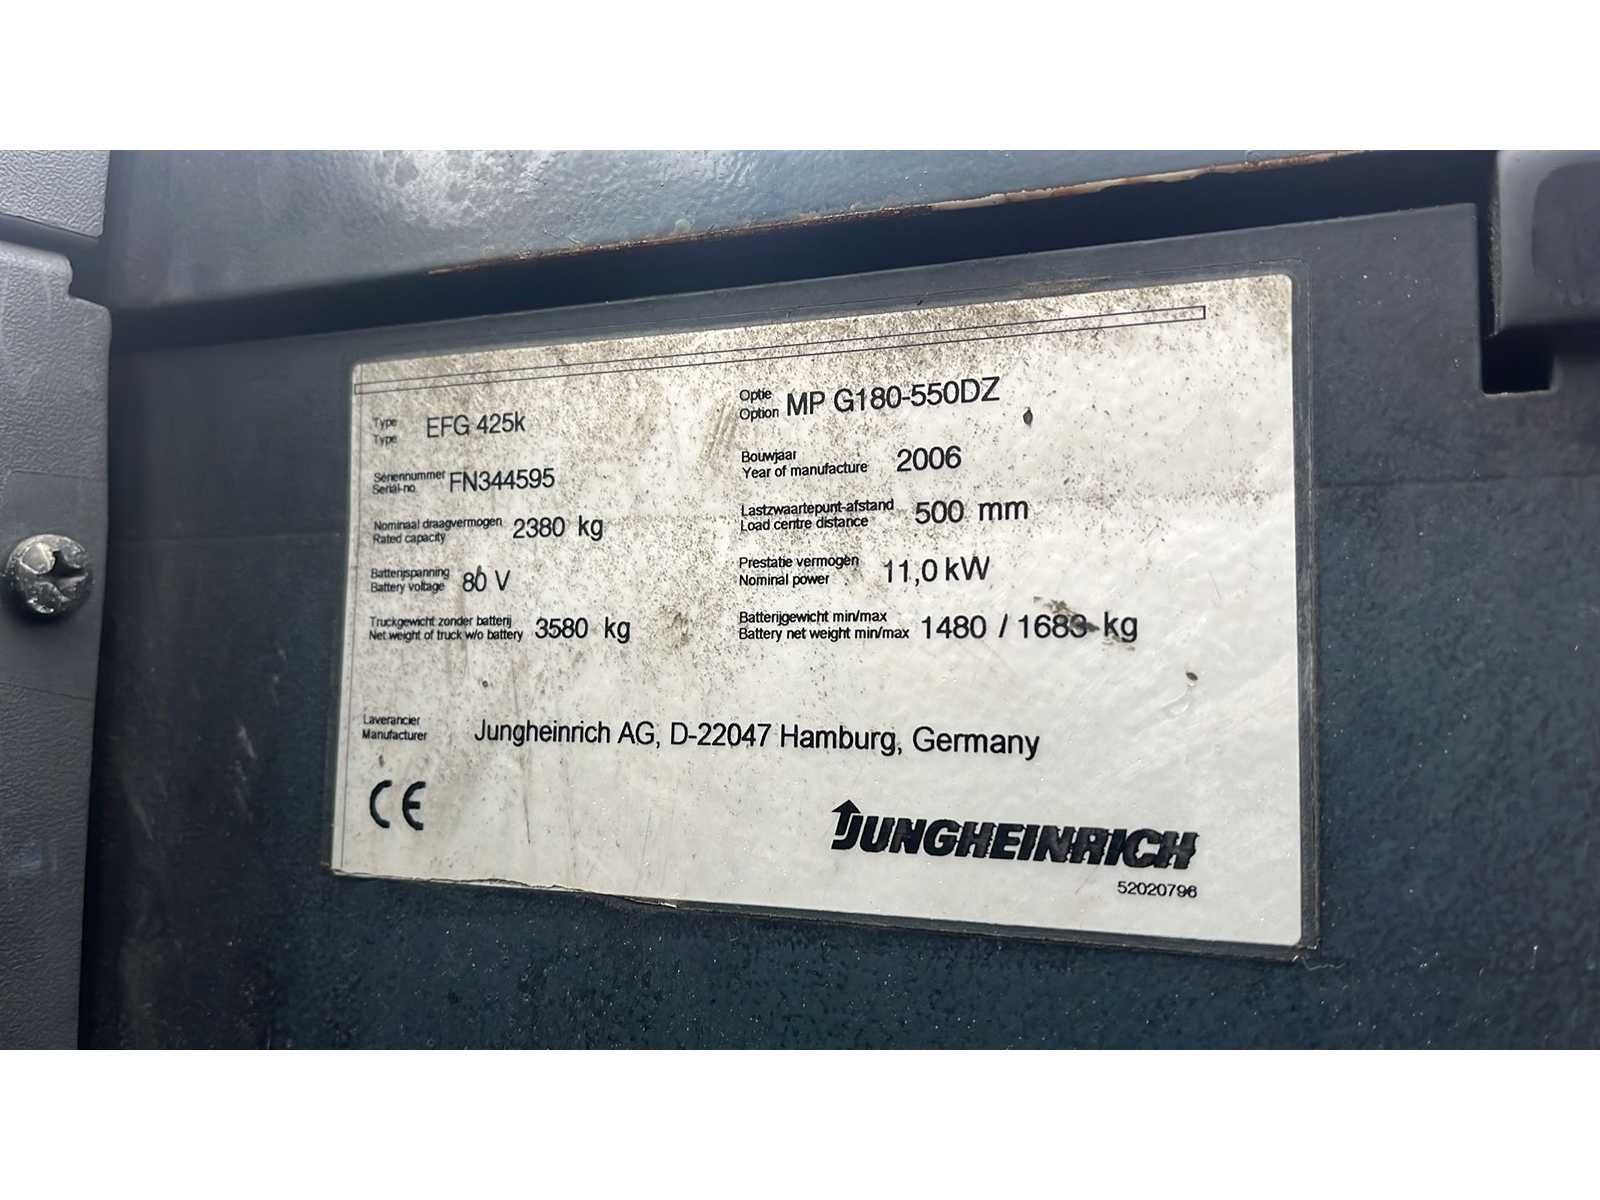 Type
Type EFG 425k
Optie
Option MP G180-550DZ
Seriennummer
Serial-no. FN344595
Bouwjaar
Year of manufacture 2006
Nominaal draagvermogen
Rated capacity 2380 kg
Lastzwaartepunt-afstand
Load centre distance 500 mm
Batterijspanning
Battery voltage 80 V
Prestatie vermogen
Nominal power 11,0 kW
Truckgewicht zonder batterij
Net weight of truck w/o battery 3580 kg
Batterijgewicht min/max
Battery net weight min/max 1480 / 1683 kg
Laverancier
Manufacturer Jungheinrich AG, D-22047 Hamburg, Germany
CE
JUNGHEINRICH
52020796